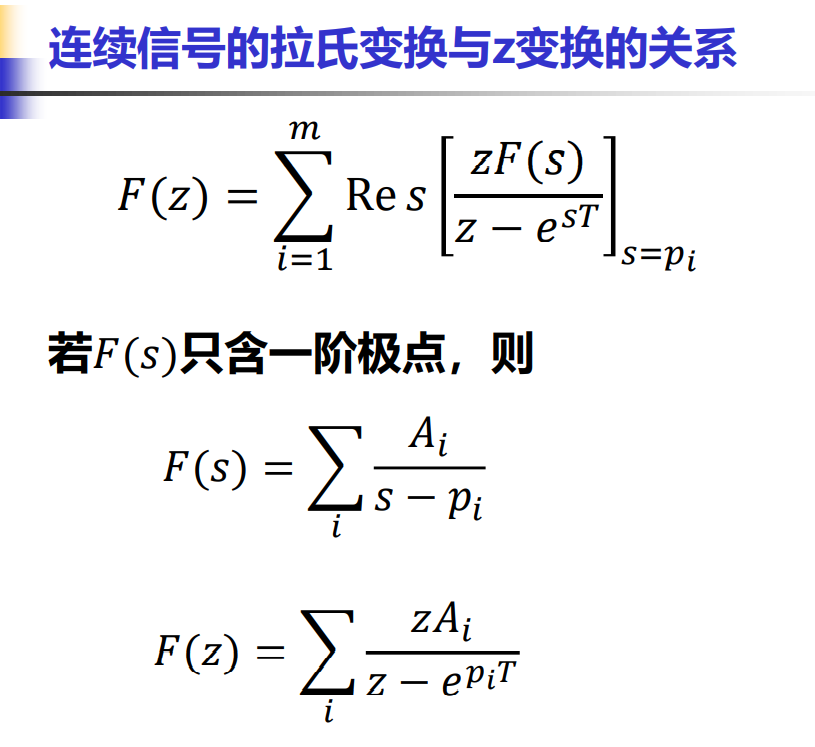 连续信号的拉氏变换与z变换的关系
F(z) = \sum_{i=1}^{m} Re s \left[ \frac{zF(s)}{z - e^{sT}} \right]_{s=p_i}
若F(s)只含一阶极点，则
F(s) = \sum_{i} \frac{A_i}{s - p_i}
F(z) = \sum_{i} \frac{zA_i}{z - e^{p_iT}}